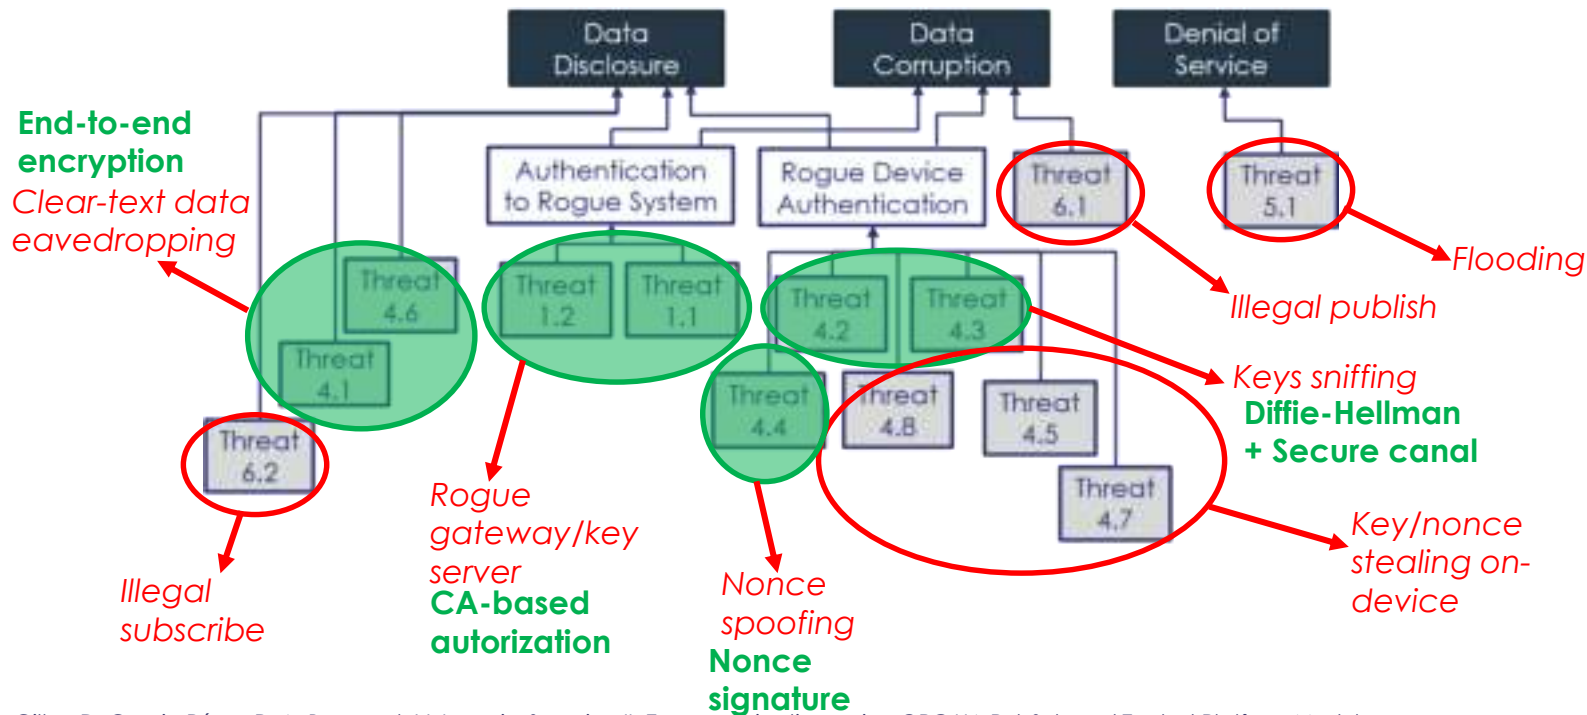 Data
Disclosure
Data
Corruption
Denial of
Service
End-to-end
encryption
Clear-text data
eavedropping
Authentication
to Rogue System
Rogue Device
Authentication
Threat
6.1
Threat
5.1
Flooding
Illegal publish
Threat
4.6
Threat
1.2
Threat
1.1
Threat
4.2
Threat
4.3
Threat
4.1
Keys sniffing
Diffie-Hellman
+ Secure canal
Threat
4.4
Threat
4.8
Threat
4.5
Threat
6.2
Threat
4.7
Rogue
gateway/key
server
CA-based
autorization
Key/nonce
stealing on-
device
Illegal
subscribe
Nonce
spoofing
Nonce
signature